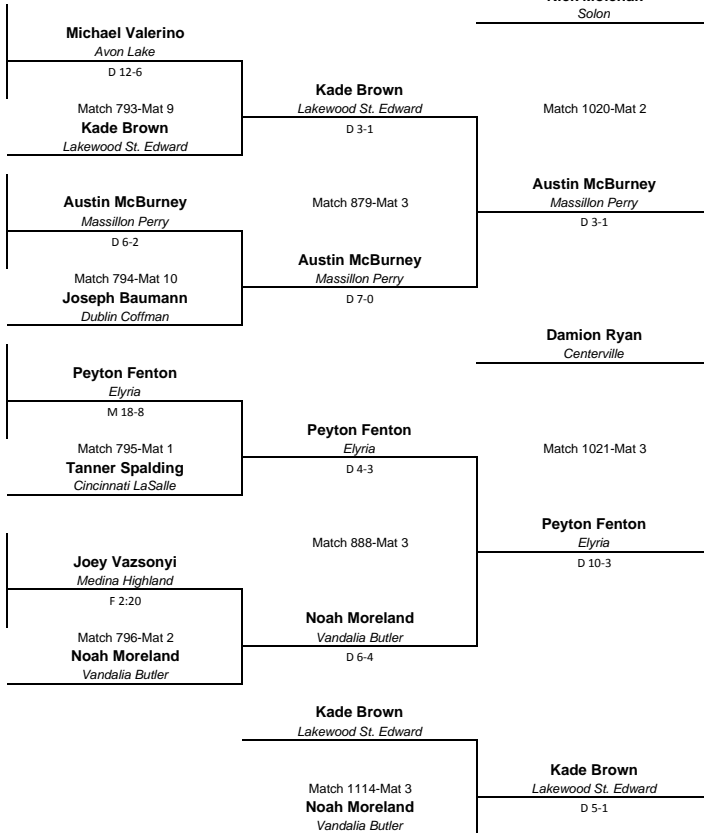 Michael Valerino
Avon Lake
D 12-6
Match 793-Mat 9
Kade Brown
Lakewood St. Edward
Austin McBurney
Massillon Perry
D 6-2
Match 794-Mat 10
Joseph Baumann
Dublin Coffman
Peyton Fenton
Elyria
M 18-8
Match 795-Mat 1
Tanner Spalding
Cincinnati LaSalle
Joey Vazsonyi
Medina Highland
F 2:20
Match 796-Mat 2
Noah Moreland
Vandalia Butler
Kade Brown
Lakewood St. Edward
D 3-1
Match 879-Mat 3
Austin McBurney
Massillon Perry
D 7-0
Peyton Fenton
Elyria
D 4-3
Match 888-Mat 3
Noah Moreland
Vandalia Butler
D 6-4
Kade Brown
Lakewood St. Edward
Match 1114-Mat 3
Noah Moreland
Vandalia Butler
Solon
Match 1020-Mat 2
Austin McBurney
Massillon Perry
D 3-1
Damion Ryan
Centerville
Match 1021-Mat 3
Peyton Fenton
Elyria
D 10-3
Kade Brown
Lakewood St. Edward
D 5-1